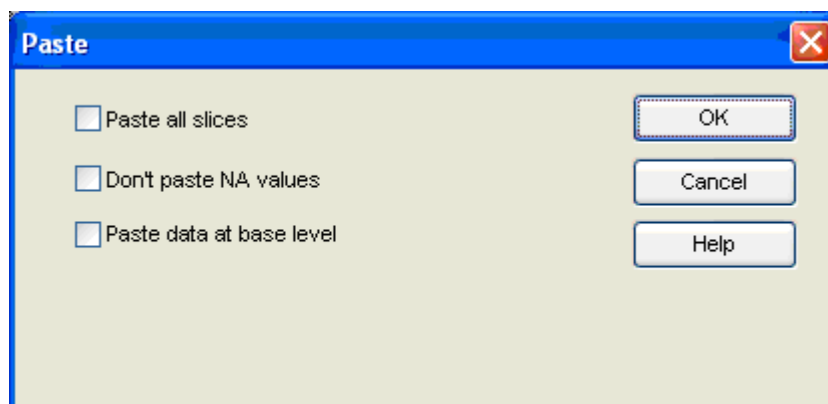 Paste
Paste all slices
OK
Don't paste NA values
Cancel
Paste data at base level
Help